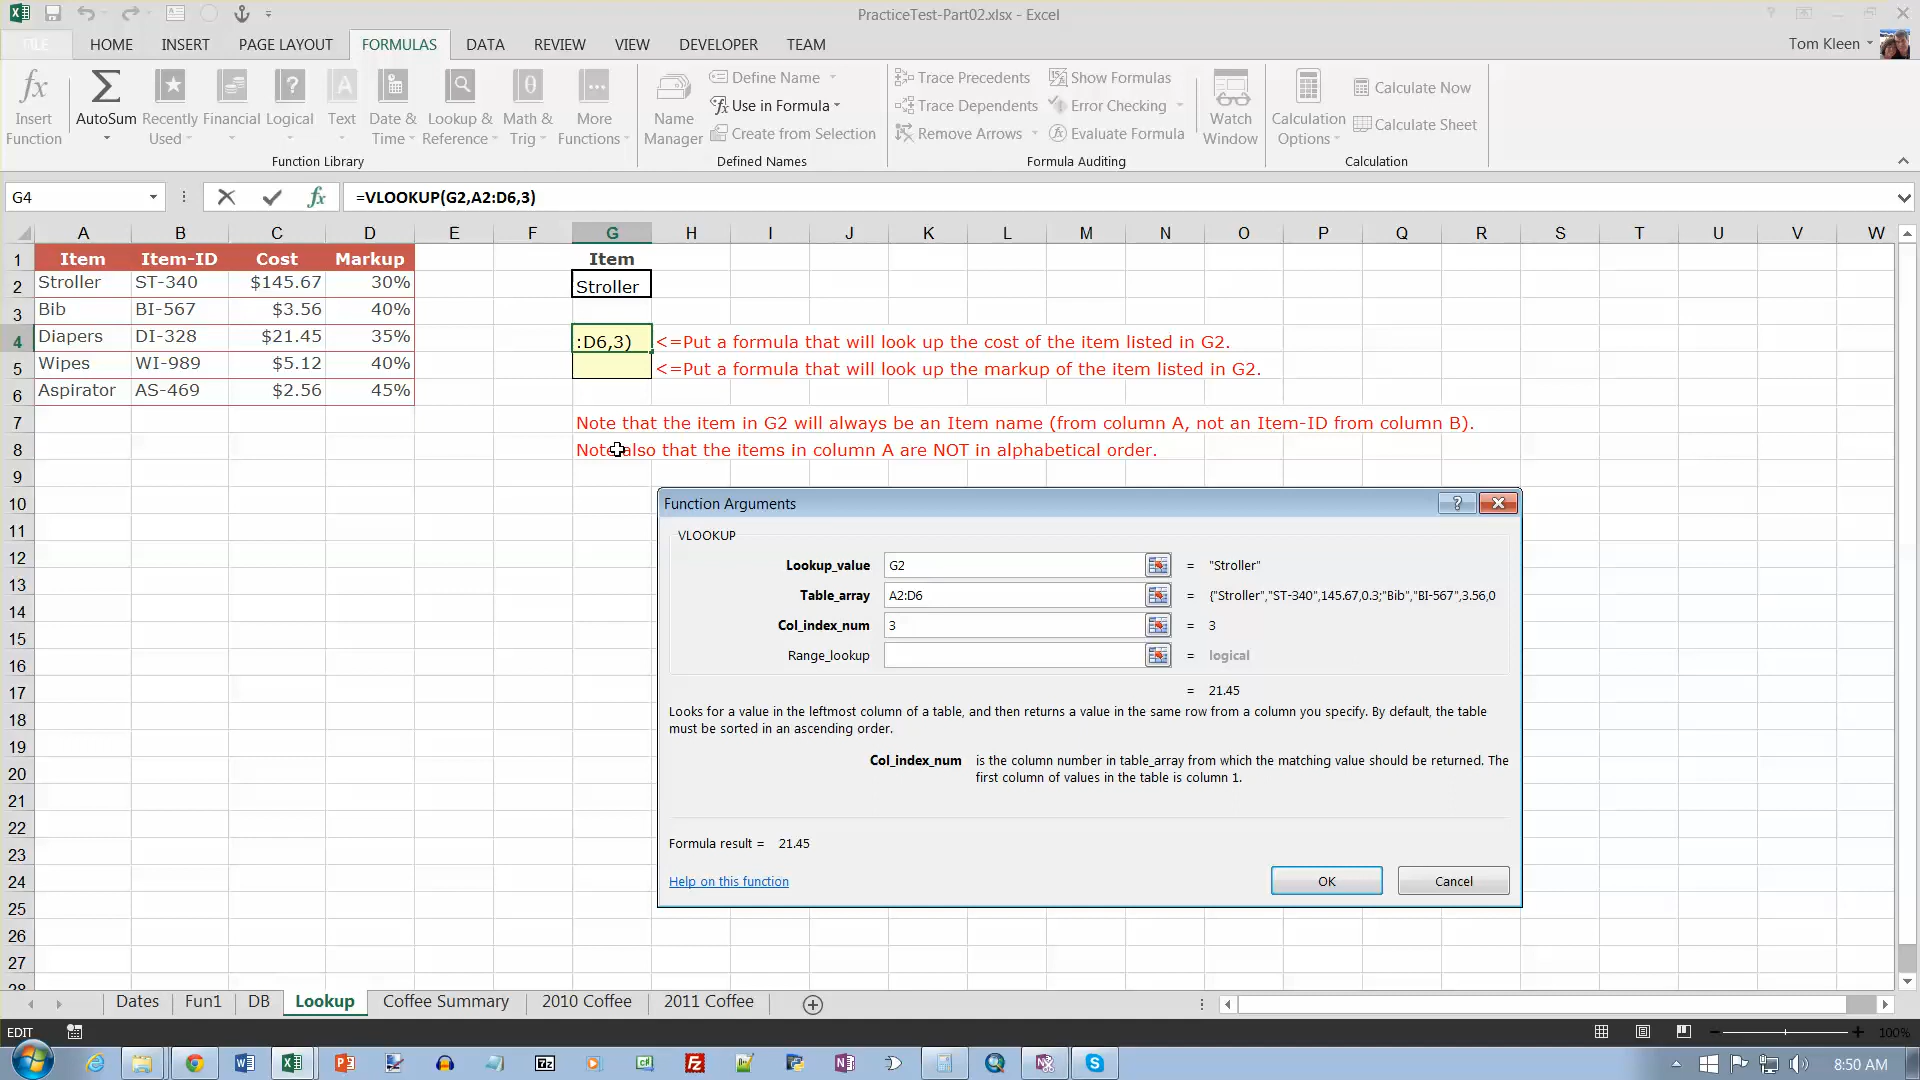 PracticeTest-Part02.xlsx - Excel
FILE HOME INSERT PAGE LAYOUT FORMULAS DATA REVIEW VIEW DEVELOPER TEAM Tom Kleen
Insert Function
AutoSum
Recently Used
Financial
Logical
Text
Date & Time
Lookup & Reference
Math & Trig
More Functions
Function Library
Name Manager
Define Name
Use in Formula
Create from Selection
Defined Names
Trace Precedents
Trace Dependents
Remove Arrows
Show Formulas
Error Checking
Evaluate Formula
Formula Auditing
Watch Window
Calculation Options
Calculate Now
Calculate Sheet
Calculation
G4 fx =VLOOKUP(G2,A2:D6,3)
A B C D E F G H I J K L M N O P Q R S T U V W
1 Item Item-ID Cost Markup Item
2 Stroller ST-340 $145.67 30% Stroller
3 Bib BI-567 $3.56 40%
4 Diapers DI-328 $21.45 35% :D6,3) <=Put a formula that will look up the cost of the item listed in G2.
5 Wipes WI-989 $5.12 40% <=Put a formula that will look up the markup of the item listed in G2.
6 Aspirator AS-469 $2.56 45%
7 Note that the item in G2 will always be an Item name (from column A, not an Item-ID from column B).
8 Note also that the items in column A are NOT in alphabetical order.
9
10
11
12
13
14
15
16
17
18
19
20
21
22
23
24
25
26
27
28
Function Arguments
VLOOKUP
Lookup_value G2 = "Stroller"
Table_array A2:D6 = {"Stroller","ST-340",145.67,0.3;"Bib","BI-567",3.56,0
Col_index_num 3 = 3
Range_lookup = logical
= 21.45
Looks for a value in the leftmost column of a table, and then returns a value in the same row from a column you specify. By default, the table
must be sorted in an ascending order.
Col_index_num is the column number in table_array from which the matching value should be returned. The
first column of values in the table is column 1.
Formula result = 21.45
Help on this function
OK Cancel
Dates Fun1 DB Lookup Coffee Summary 2010 Coffee 2011 Coffee
EDIT 100%
8:50 AM